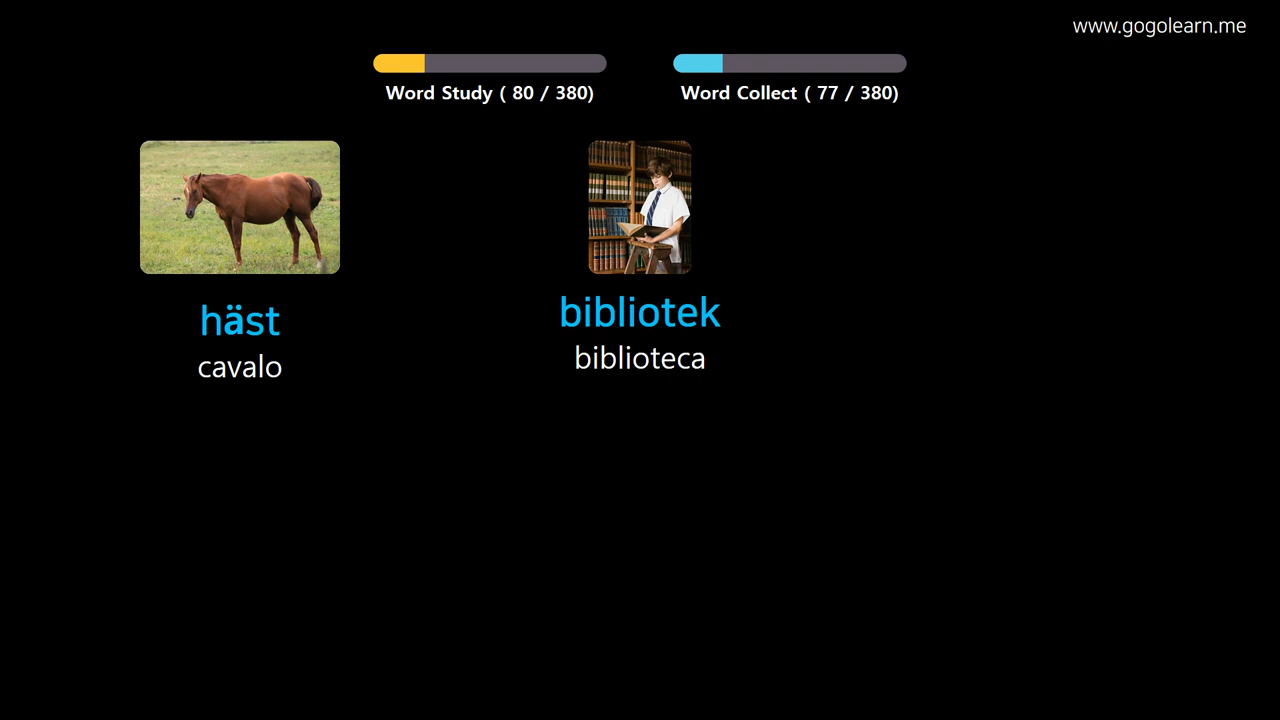 www.gogolearn.me
Word Study ( 80 / 380)
Word Collect ( 77 / 380)
häst
cavalo
bibliotek
biblioteca